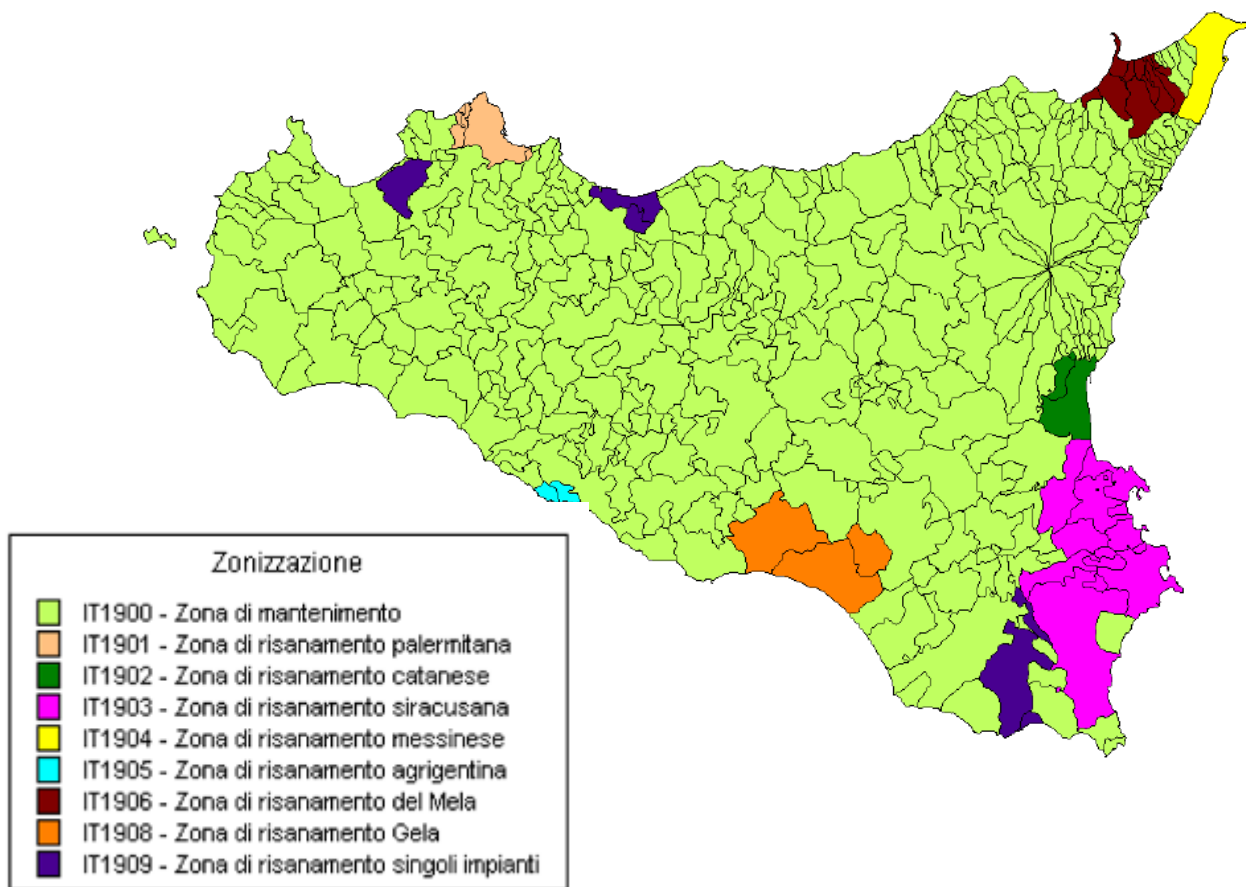 Zonizzazione
IT1900 - Zona di mantenimento
IT1901 - Zona di risanamento palermitana
IT1902 - Zona di risanamento catanese
IT1903 - Zona di risanamento siracusana
IT1904 - Zona di risanamento messinese
IT1905 - Zona di risanamento agrigentina
IT1906 - Zona di risanamento del Mela
IT1908 - Zona di risanamento Gela
IT1909 - Zona di risanamento singoli impianti